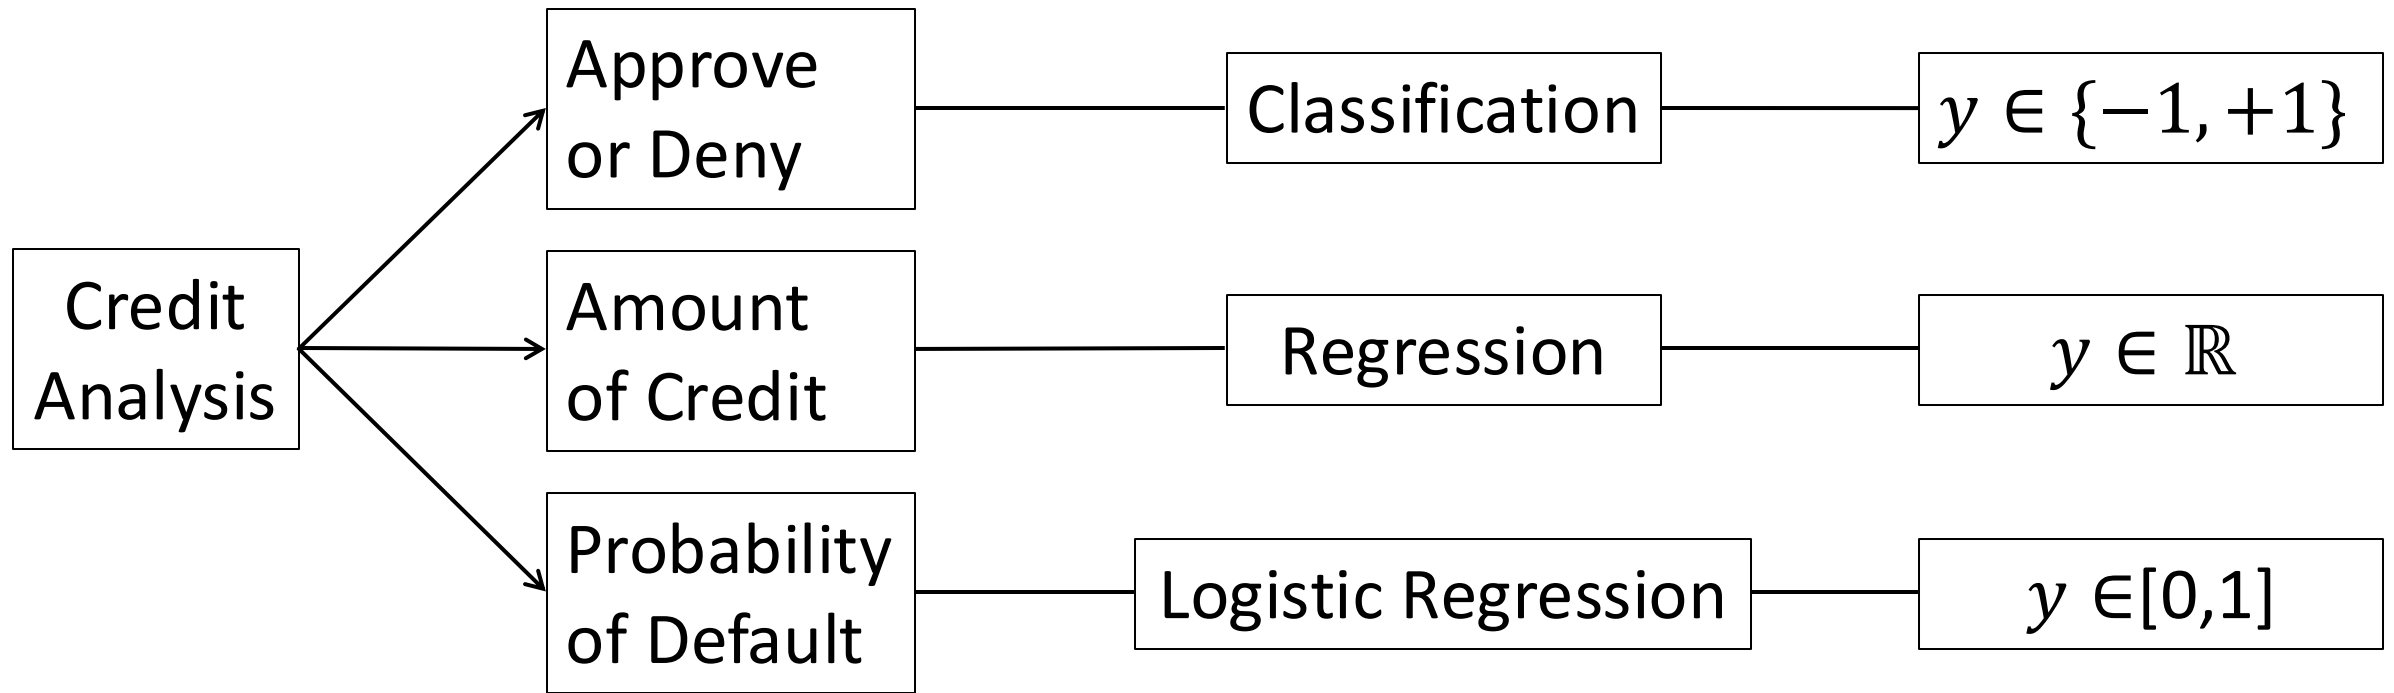 Credit
Analysis
Approve
or Deny
Classification
y ∈ {−1, +1}
Amount
of Credit
Regression
y ∈ ℝ
Probability
of Default
Logistic Regression
y ∈[0,1]